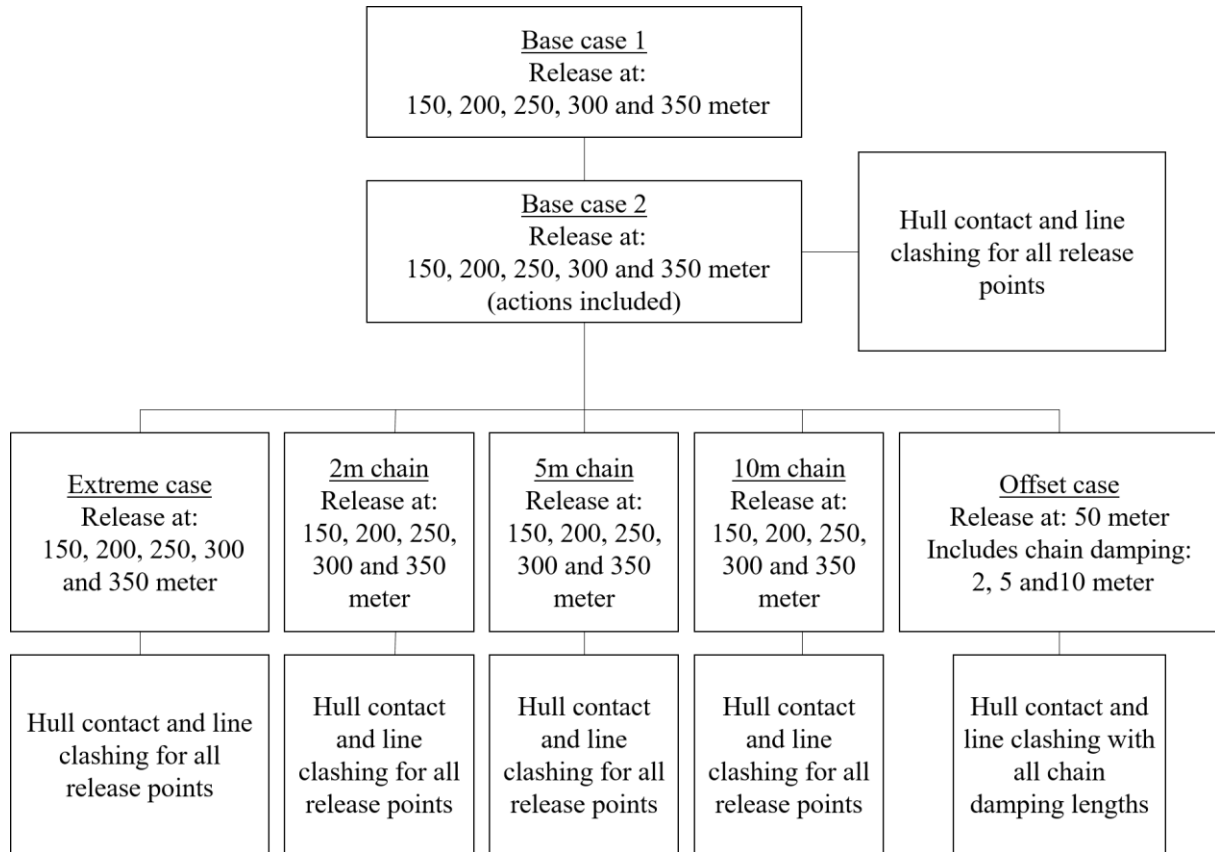 Base case 1
Release at:
150, 200, 250, 300 and 350 meter
Base case 2
Release at:
150, 200, 250, 300 and 350 meter
(actions included)
Hull contact and line
clashing for all release
points
Extreme case
Release at:
150, 200, 250, 300
and 350 meter
2m chain
Release at:
150, 200, 250,
300 and 350
meter
5m chain
Release at:
150, 200, 250,
300 and 350
meter
10m chain
Release at:
150, 200, 250,
300 and 350
meter
Offset case
Release at: 50 meter
Includes chain damping:
2, 5 and10 meter
Hull contact and line
clashing for all
release points
Hull contact
and line
clashing for all
release points
Hull contact
and line
clashing for all
release points
Hull contact
and line
clashing for all
release points
Hull contact and
line clashing with
all chain
damping lengths